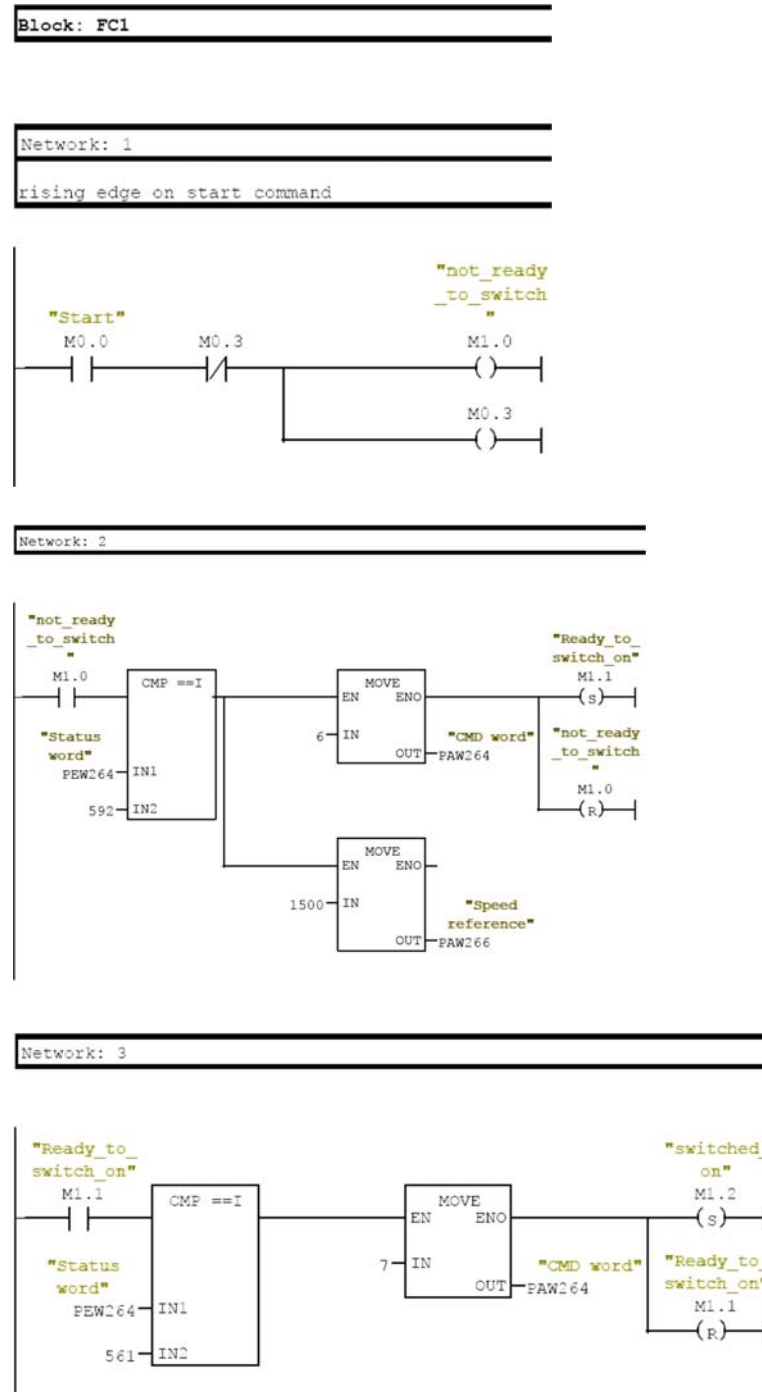 Block: FC1
Network: 1
rising edge on start command
"Start"
M0.0
M0.3
"not_ready
_to_switch
"
M1.0
M0.3
Network: 2
"not_ready
_to_switch
"
M1.0
CMP ==I
"Status
word"
PEW264
IN1
592
IN2
MOVE
EN ENO
6
IN
"CMD word"
OUT
PAW264
"Ready_to_
switch_on"
M1.1
(S)
"not_ready
_to_switch
"
M1.0
(R)
MOVE
EN ENO
1500
IN
"Speed
reference"
OUT
PAW266
Network: 3
"Ready_to_
switch_on"
M1.1
CMP ==I
"Status
word"
PEW264
IN1
561
IN2
MOVE
EN ENO
7
IN
"CMD word"
OUT
PAW264
"switched_
on"
M1.2
(S)
"Ready_to_
switch_on"
M1.1
(R)